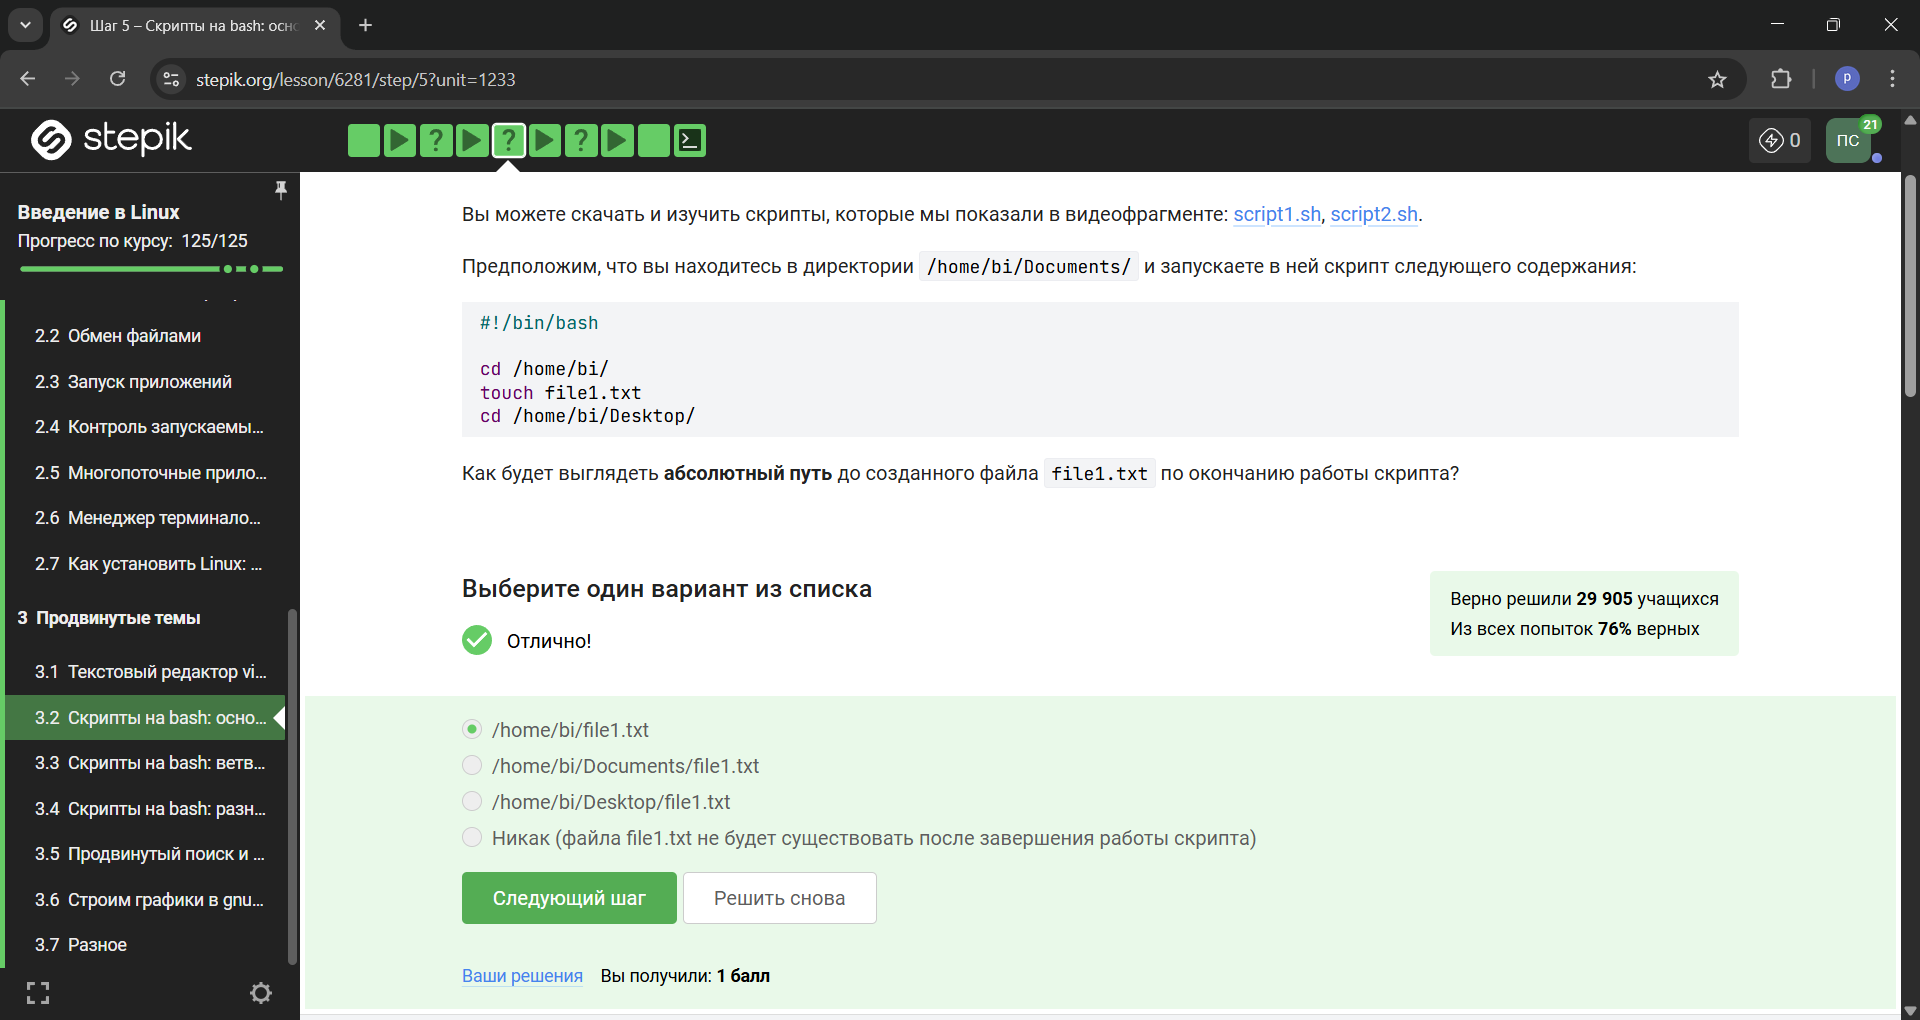 Шаг 5 – Скрипты на bash: осн
stepik.org/lesson/6281/step/5?unit=1233
P
stepik
? ? ?
0
ПС
21
Введение в Linux
Прогресс по курсу: 125/125
2.2 Обмен файлами
2.3 Запуск приложений
2.4 Контроль запускаемы...
2.5 Многопоточные прило...
2.6 Менеджер терминало...
2.7 Как установить Linux: ...
3 Продвинутые темы
3.1 Текстовый редактор vi...
3.2 Скрипты на bash: осно...
3.3 Скрипты на bash: ветв...
3.4 Скрипты на bash: разн...
3.5 Продвинутый поиск и ...
3.6 Строим графики в gnu...
3.7 Разное
Вы можете скачать и изучить скрипты, которые мы показали в видеофрагменте: script1.sh, script2.sh.
Предположим, что вы находитесь в директории /home/bi/Documents/ и запускаете в ней скрипт следующего содержания:
#!/bin/bash
cd /home/bi/
touch file1.txt
cd /home/bi/Desktop/
Как будет выглядеть абсолютный путь до созданного файла file1.txt по окончанию работы скрипта?
Выберите один вариант из списка
Отлично!
Верно решили 29 905 учащихся
Из всех попыток 76% верных
/home/bi/file1.txt
/home/bi/Documents/file1.txt
/home/bi/Desktop/file1.txt
Никак (файла file1.txt не будет существовать после завершения работы скрипта)
Следующий шаг
Решить снова
Ваши решения Вы получили: 1 балл